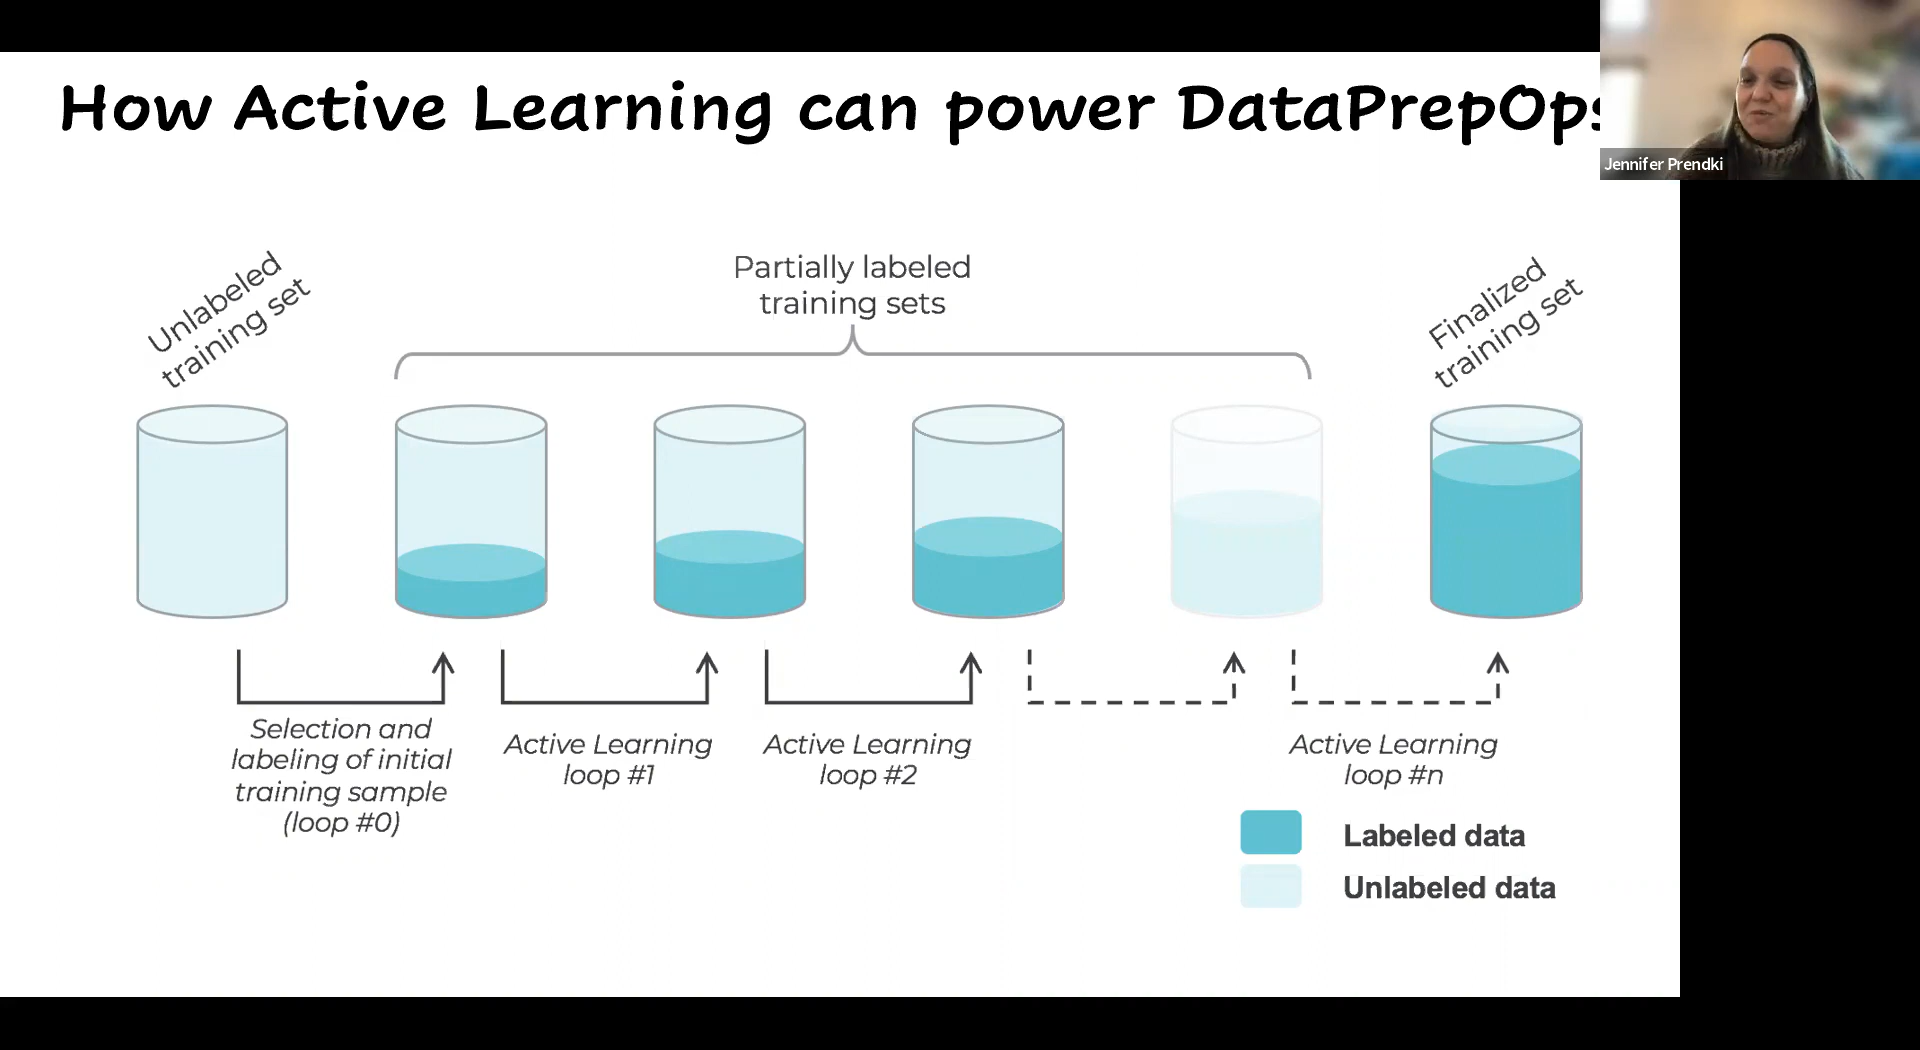 How Active Learning can power DataPrepOps
Jennifer Prendki
Unlabeled
training set
Partially labeled
training sets
Finalized
training set
Selection and
labeling of initial
training sample
(loop #0)
Active Learning
loop #1
Active Learning
loop #2
Active Learning
loop #n
Labeled data
Unlabeled data